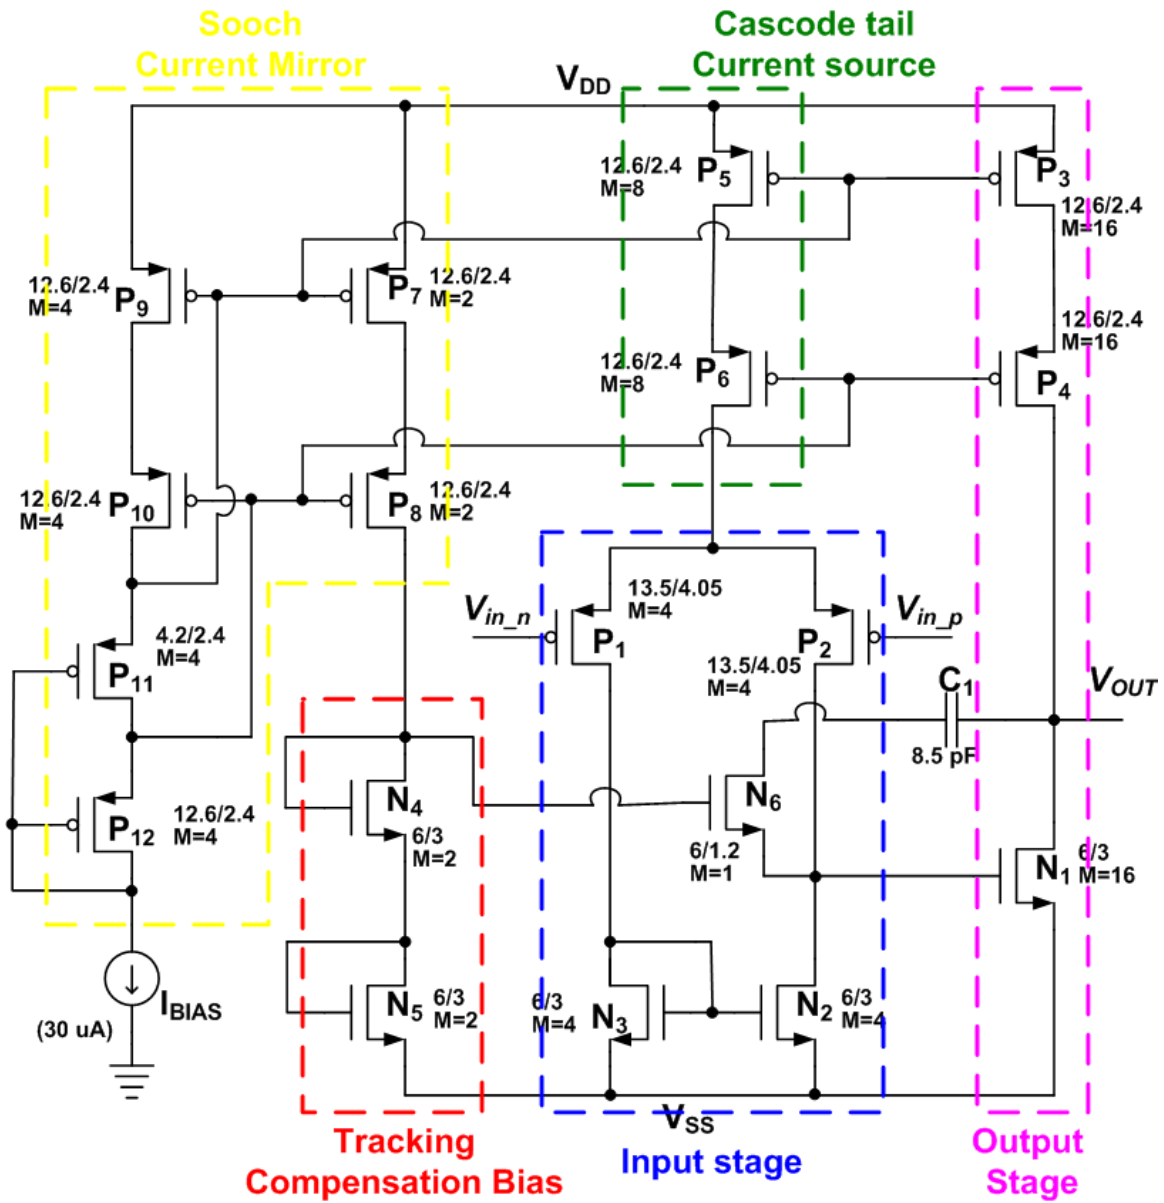 Sooch
Current Mirror
Cascode tail
Current source
V_DD
12.6/2.4
M=8
P5
P3
12.6/2.4
M=16
12.6/2.4
M=4
P9
P7
12.6/2.4
M=2
12.6/2.4
M=16
12.6/2.4
M=8
P6
P4
12.6/2.4
M=4
P10
P8
12.6/2.4
M=2
13.5/4.05
M=4
V_in_n
P1
P2
V_in_p
4.2/2.4
M=4
P11
13.5/4.05
M=4
C1
V_OUT
8.5 pF
12.6/2.4
M=4
P12
N4
6/3
M=2
N6
6/1.2
M=1
N1
6/3
M=16
I_BIAS
(30 uA)
N5
6/3
M=2
6/3
M=4
N3
N2
6/3
M=4
V_SS
Tracking
Compensation Bias
Input stage
Output
Stage